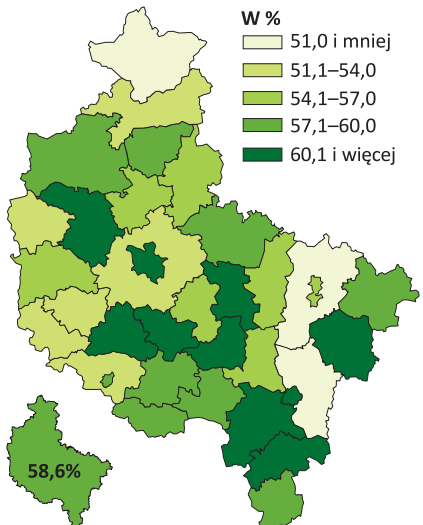 W %
51,0 i mniej
51,1–54,0
54,1–57,0
57,1–60,0
60,1 i więcej
58,6%